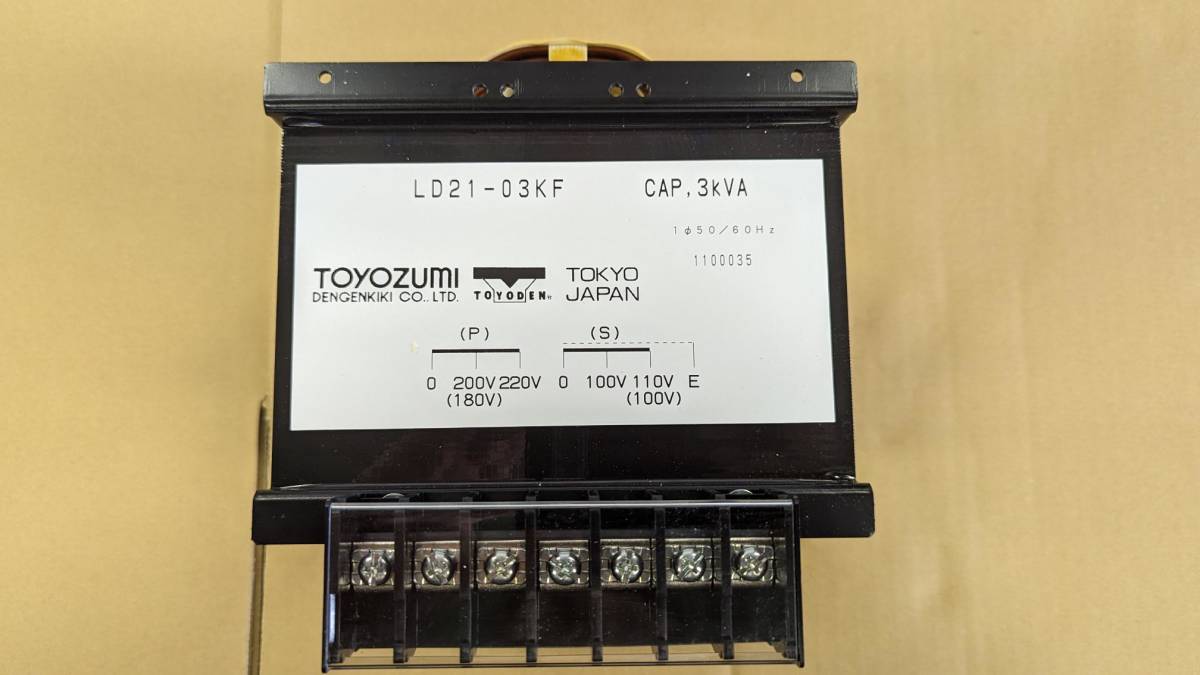 LD21-03KF CAP, 3kVA
1φ50/60Hz
1100035
TOYOZUMI
DENGENKIKI CO., LTD.
TOYODEN®
TOKYO
JAPAN
(P) (S)
0 200V 220V 0 100V 110V E
(180V) (100V)